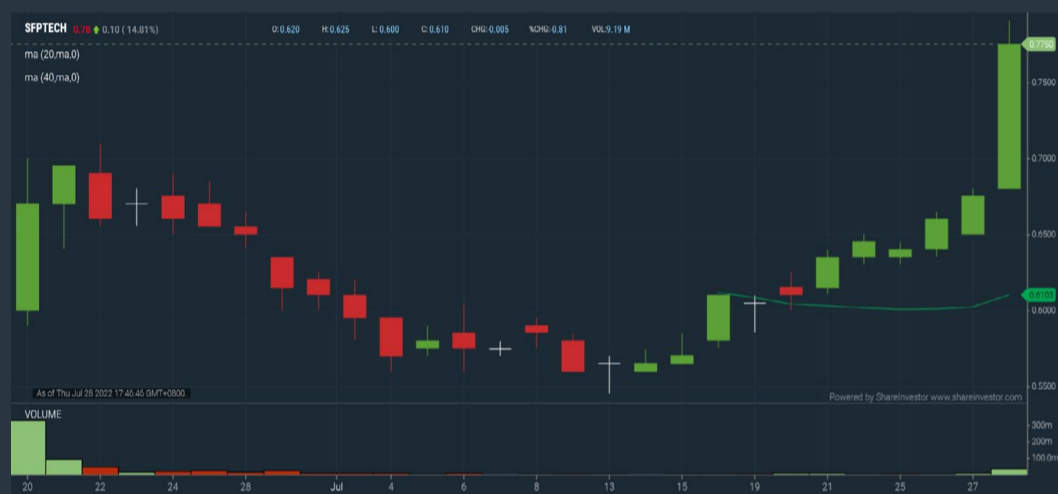 SFPTECH 0.78 0.10 ( 14.81%) O: 0.620 H: 0.625 L: 0.600 C: 0.610 CHG:-0.005 %CHG:-0.81 VOL:9.19 M
ma (20,ma,0)
ma (40,ma,0)
0.7750
0.7500
0.7000
0.6500
0.6103
0.6000
0.5500
As of Thu Jul 28 2022 17:46:46 GMT+0800.
Powered by ShareInvestor www.shareinvestor.com
VOLUME
300m
200m
100.0m
20 22 24 28 Jul 4 6 8 13 15 19 21 25 27